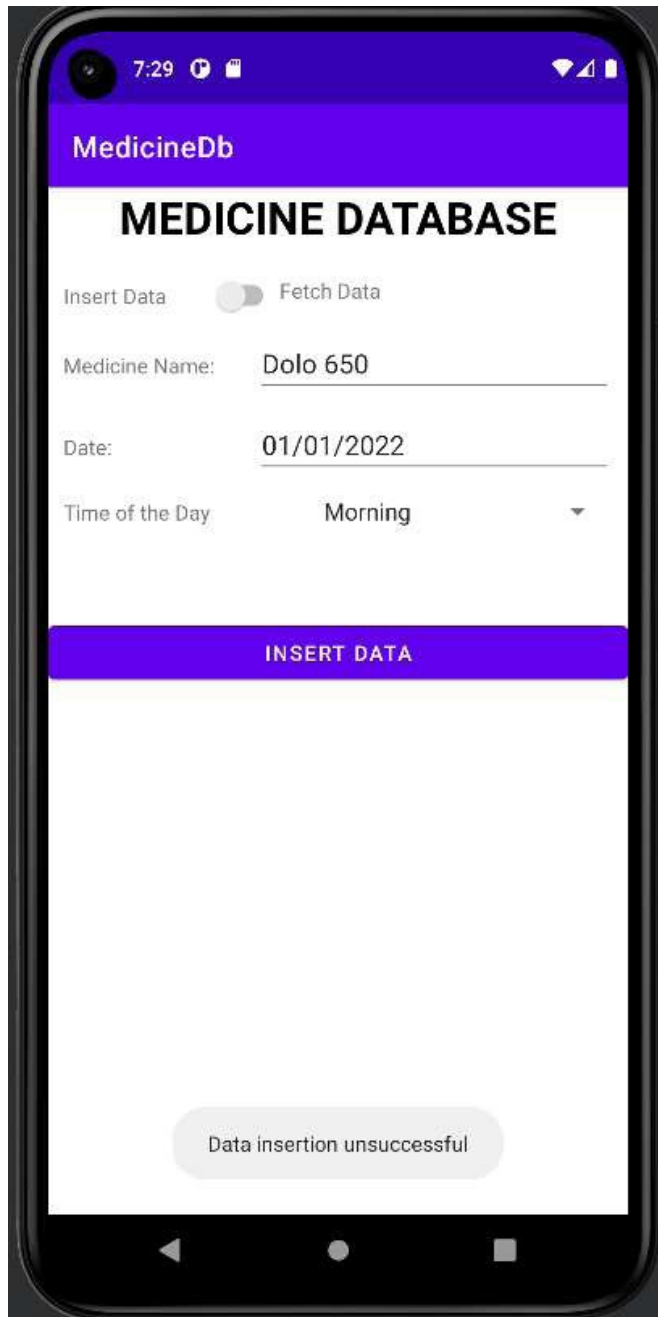 7:29
MedicineDb
MEDICINE DATABASE
Insert Data Fetch Data
Medicine Name: Dolo 650
Date: 01/01/2022
Time of the Day Morning
INSERT DATA
Data insertion unsuccessful